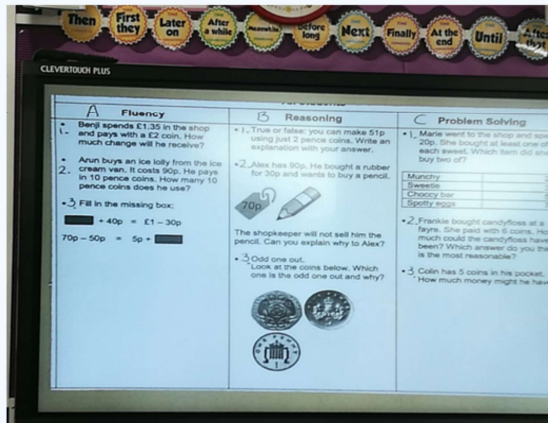 Then
First
they
Later
on
After
a while
Meanwhile
Before
long
Next
Finally
At the
end
Until
After
that
CLEVERTOUCH PLUS
A Fluency
1. Benji spends £1.35 in the shop
and pays with a £2 coin. How
much change will he receive?
2. Arun buys an ice lolly from the ice
cream van. It costs 90p. He pays
in 10 pence coins. How many 10
pence coins does he use?
3. Fill in the missing box:
+ 40p = £1 – 30p
70p – 50p = 5p +
B Reasoning
1. True or false: you can make 51p
using just 2 pence coins. Write an
explanation with your answer.
2. Alex has 90p. He bought a rubber
for 30p and wants to buy a pencil.
70p
The shopkeeper will not sell him the
pencil. Can you explain why to Alex?
3. Odd one out.
Look at the coins below. Which
one is the odd one out and why?
ONE PENNY
C Problem Solving
1. Marie went to the shop and
20p. She bought at least one of
each sweet. Which item did
buy two of?
Munchy
Sweetie
Choccy bar
Spotty eggs
2. Frankie bought candyfloss at a
fayre. She paid with 6 coins.
much could the candyfloss have
been? Which answer do you
is the most reasonable?
3. Colin has 5 coins in his pocket.
How much money might he have